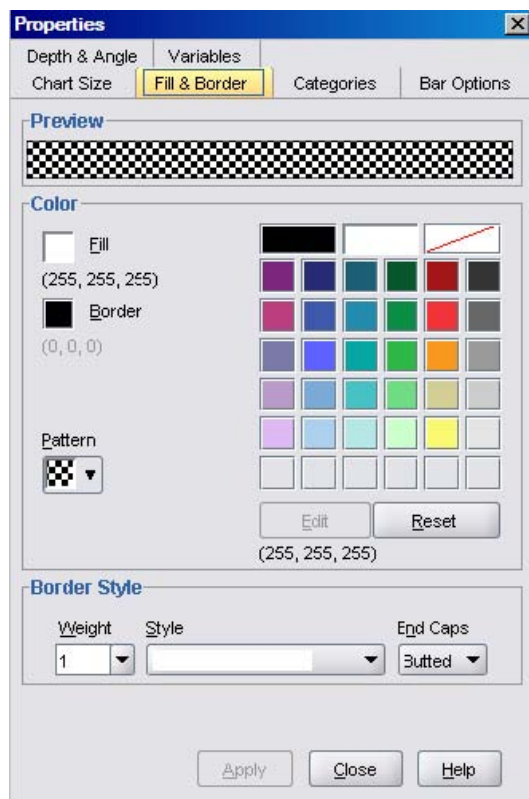 Properties
Depth & Angle Variables
Chart Size Fill & Border Categories Bar Options
Preview
Color
Fill
(255, 255, 255)
Border
(0, 0, 0)
Pattern
Edit Reset
(255, 255, 255)
Border Style
Weight Style End Caps
1 Butted
Apply Close Help